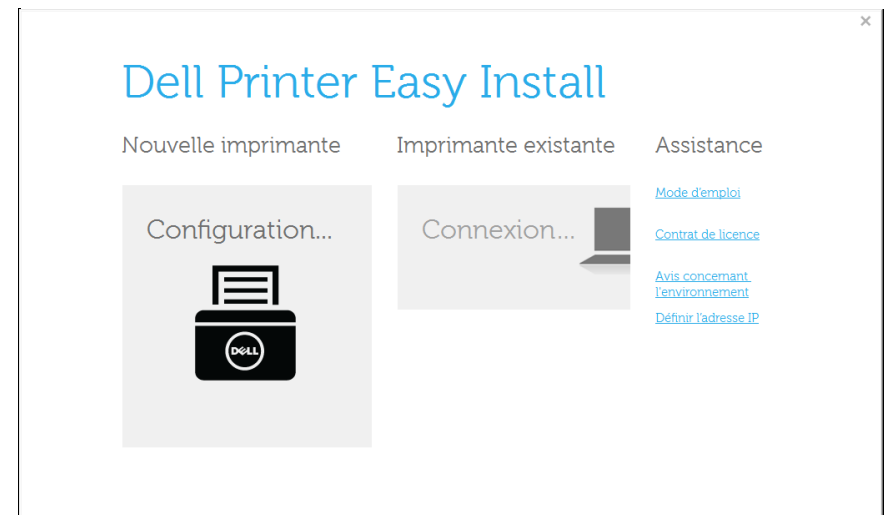 ×
Dell Printer Easy Install
Nouvelle imprimante
Imprimante existante
Assistance
Configuration...
DELL
Connexion...
Mode d'emploi
Contrat de licence
Avis concemant
l'environnement
Définir l'adresse IP